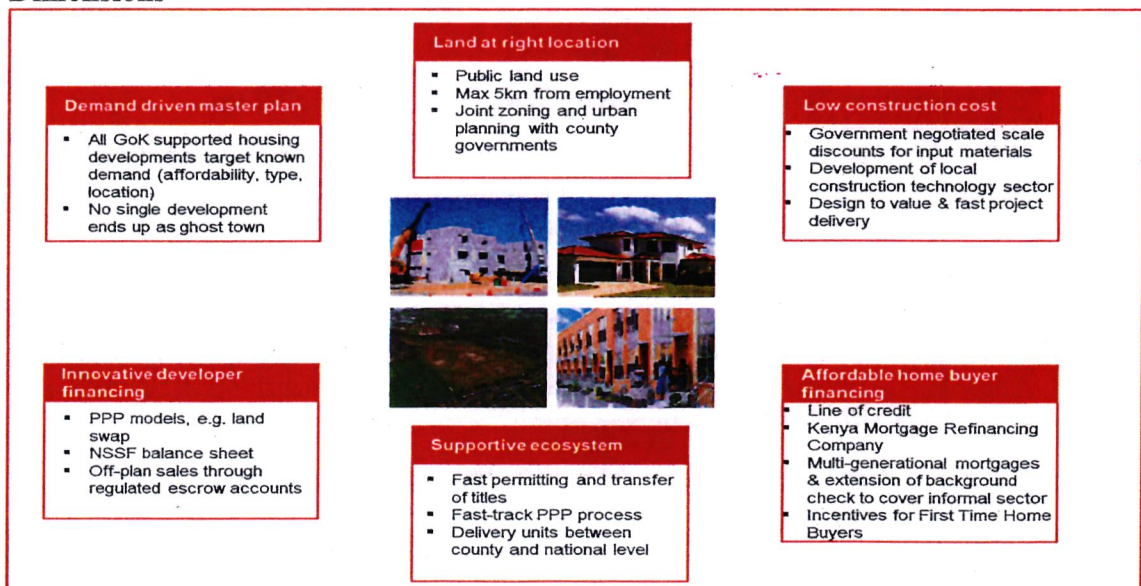 Dimensions
Land at right location
▪ Public land use
▪ Max 5km from employment
▪ Joint zoning and urban
planning with county
governments
Demand driven master plan
▪ All GoK supported housing
developments target known
demand (affordability, type,
location)
▪ No single development
ends up as ghost town
Low construction cost
▪ Government negotiated scale
discounts for input materials
▪ Development of local
construction technology sector
▪ Design to value & fast project
delivery
Innovative developer
financing
▪ PPP models, e.g. land
swap
▪ NSSF balance sheet
▪ Off-plan sales through
regulated escrow accounts
Supportive ecosystem
▪ Fast permitting and transfer
of titles
▪ Fast-track PPP process
▪ Delivery units between
county and national level
Affordable home buyer
financing
▪ Line of credit
▪ Kenya Mortgage Refinancing
Company
▪ Multi-generational mortgages
& extension of background
check to cover informal sector
▪ Incentives for First Time Home
Buyers